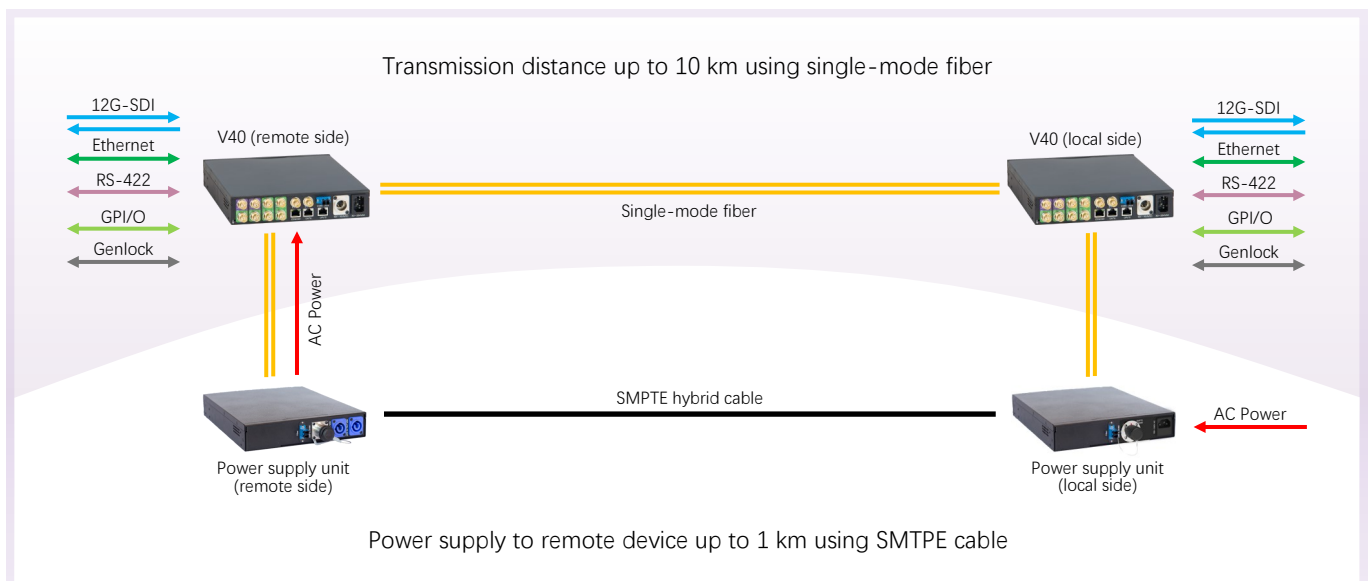 Transmission distance up to 10 km using single-mode fiber
12G-SDI
Ethernet
RS-422
GPI/O
Genlock
V40 (remote side)
V40 (local side)
12G-SDI
Ethernet
RS-422
GPI/O
Genlock
Single-mode fiber
AC Power
SMPTE hybrid cable
AC Power
Power supply unit
(remote side)
Power supply unit
(local side)
Power supply to remote device up to 1 km using SMTPE cable